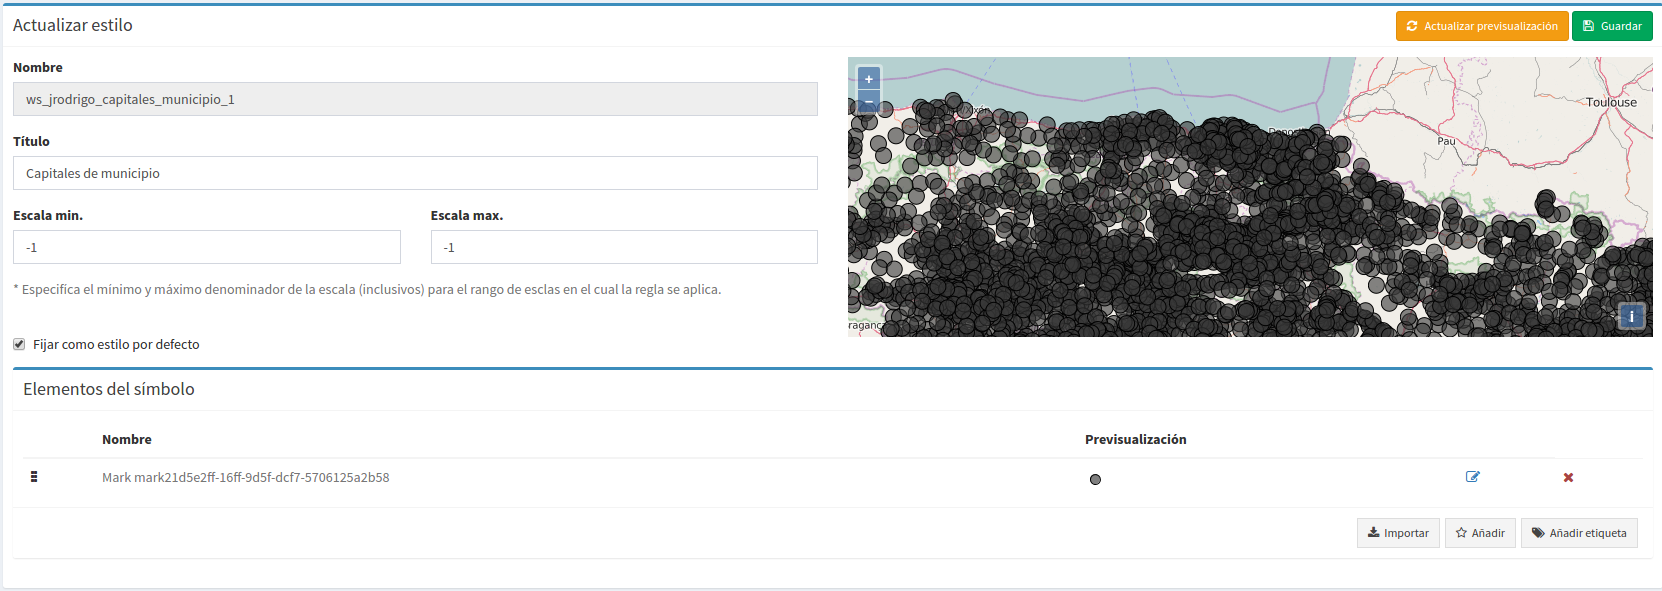 Actualizar estilo
Actualizar previsualización
Guardar
Nombre
ws_jrodrigo_capitales_municipio_1
Título
Capitales de municipio
Escala min.
Escala max.
-1
-1
* Especifica el mínimo y máximo denominador de la escala (inclusivos) para el rango de esclas en el cual la regla se aplica.
Fijar como estilo por defecto
+
−
Toulouse
Pau
i
Elementos del símbolo
Nombre
Previsualización
Mark mark21d5e2ff-16ff-9d5f-dcf7-5706125a2b58
Importar
Añadir
Añadir etiqueta